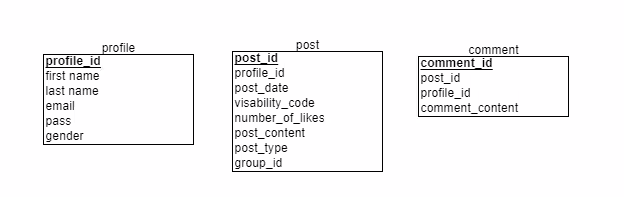 profile
profile_id
first name
last name
email
pass
gender
post
post_id
profile_id
post_date
visability_code
number_of_likes
post_content
post_type
group_id
comment
comment_id
post_id
profile_id
comment_content